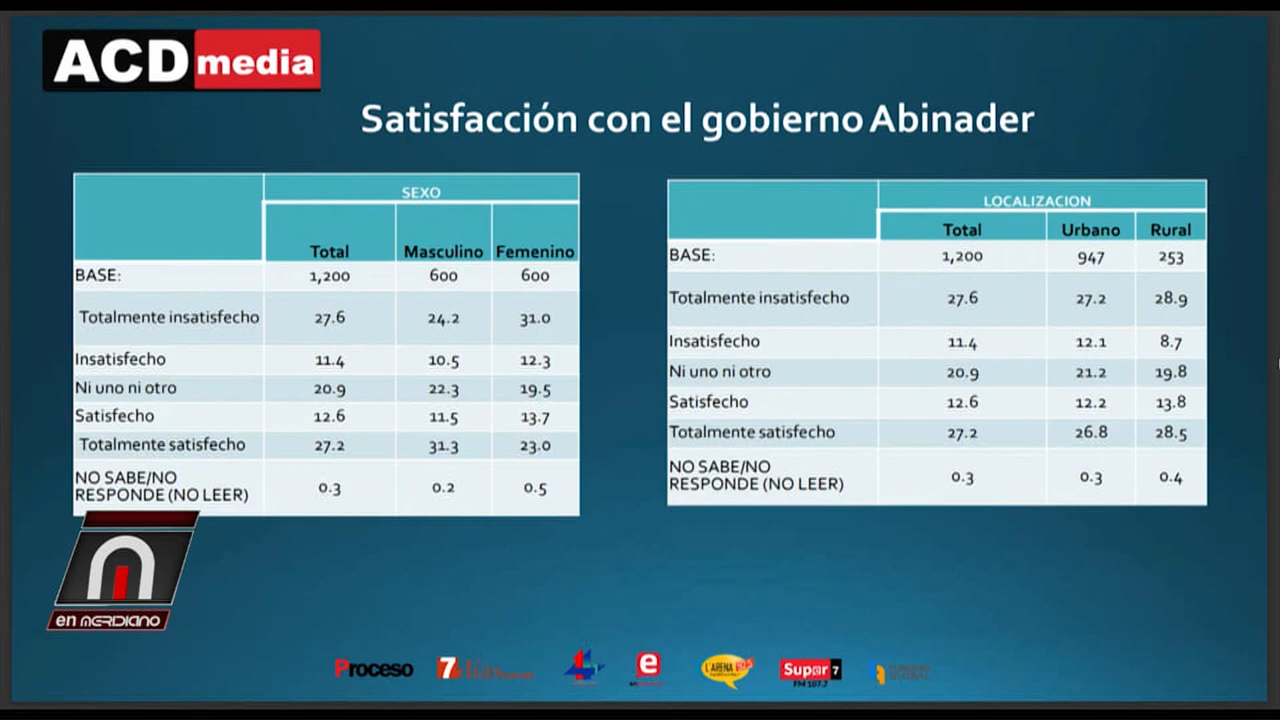 ACD media
Satisfacción con el gobierno Abinader
SEXO
Total Masculino Femenino
BASE: 1,200 600 600
Totalmente insatisfecho 27.6 24.2 31.0
Insatisfecho 11.4 10.5 12.3
Ni uno ni otro 20.9 22.3 19.5
Satisfecho 12.6 11.5 13.7
Totalmente satisfecho 27.2 31.3 23.0
NO SABE/NO
RESPONDE (NO LEER) 0.3 0.2 0.5
LOCALIZACION
Total Urbano Rural
BASE: 1,200 947 253
Totalmente insatisfecho 27.6 27.2 28.9
Insatisfecho 11.4 12.1 8.7
Ni uno ni otro 20.9 21.2 19.8
Satisfecho 12.6 12.2 13.8
Totalmente satisfecho 27.2 26.8 28.5
NO SABE/NO
RESPONDE (NO LEER) 0.3 0.3 0.4
en MERIDIANO
Proceso 7días 4 e L'ARENA Super 7
FM 107.7